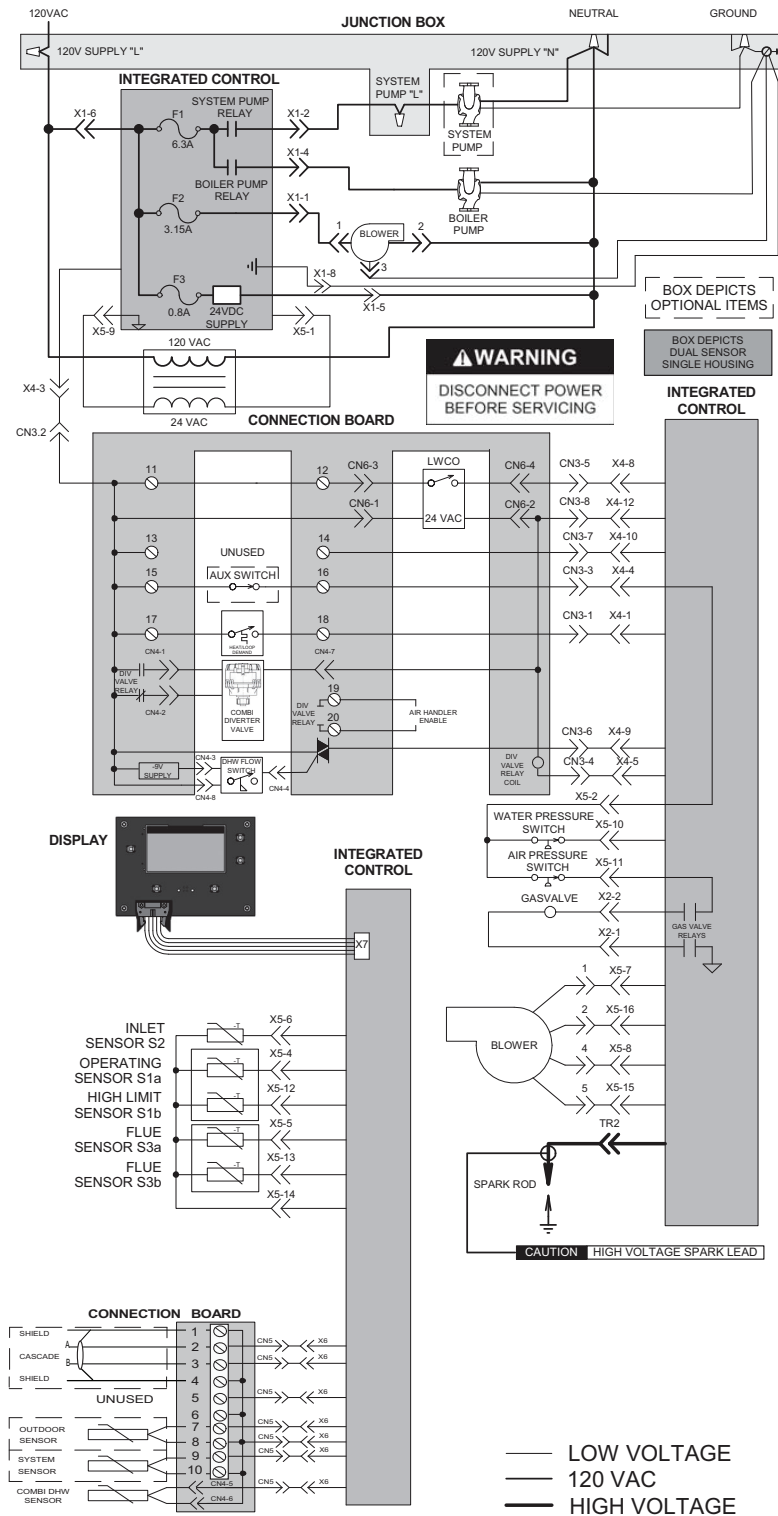 120VAC
JUNCTION BOX
NEUTRAL
GROUND
120V SUPPLY "L"
120V SUPPLY "N"
INTEGRATED CONTROL
SYSTEM
PUMP "L"
SYSTEM PUMP
RELAY
X1-6
F1
6.3A
X1-2
SYSTEM
PUMP
X1-4
BOILER PUMP
RELAY
BOILER
PUMP
F2
3.15A
X1-1
1
BLOWER
2
3
X1-8
F3
0.8A
24VDC
SUPPLY
X1-5
X5-9
X5-1
BOX DEPICTS
OPTIONAL ITEMS
BOX DEPICTS
DUAL SENSOR
SINGLE HOUSING
120 VAC
24 VAC
WARNING
DISCONNECT POWER
BEFORE SERVICING
X4-3
CN3.2
CONNECTION BOARD
INTEGRATED
CONTROL
11
12
CN6-3
LWCO
CN6-4
CN3-5
X4-8
CN6-1
24 VAC
CN6-2
CN3-8
X4-12
13
14
CN3-7
X4-10
UNUSED
15
AUX SWITCH
16
CN3-3
X4-4
17
HEAT/LOOP
DEMAND
18
CN3-1
X4-1
CN4-1
CN4-7
DIV
VALVE
RELAY
CN4-2
COMBI
DIVERTER
VALVE
DIV
VALVE
RELAY
19
20
AIR HANDLER
ENABLE
CN3-6
X4-9
-9V
SUPPLY
CN4-3
DHW FLOW
SWITCH
CN4-8
CN4-4
DIV
VALVE
RELAY
COIL
CN3-4
X4-5
X5-2
WATER PRESSURE
SWITCH
X5-10
AIR PRESSURE
SWITCH
X5-11
GASVALVE
X2-2
X2-1
GAS VALVE
RELAYS
DISPLAY
INTEGRATED
CONTROL
X7
BLOWER
1
X5-7
2
X5-16
4
X5-8
5
X5-15
TR2
SPARK ROD
CAUTION HIGH VOLTAGE SPARK LEAD
INLET
SENSOR S2
-T
X5-6
OPERATING
SENSOR S1a
-T
X5-4
HIGH LIMIT
SENSOR S1b
-T
X5-12
FLUE
SENSOR S3a
-T
X5-5
FLUE
SENSOR S3b
-T
X5-13
X5-14
CONNECTION BOARD
SHIELD
1
A
2
CN5
X6
CASCADE
B
3
CN5
X6
SHIELD
4
UNUSED
5
CN5
X6
6
OUTDOOR
SENSOR
7
CN5
X6
8
CN5
X6
SYSTEM
SENSOR
9
CN5
X6
10
COMBI DHW
SENSOR
CN4-5
CN5
X6
CN4-6
LOW VOLTAGE
120 VAC
HIGH VOLTAGE